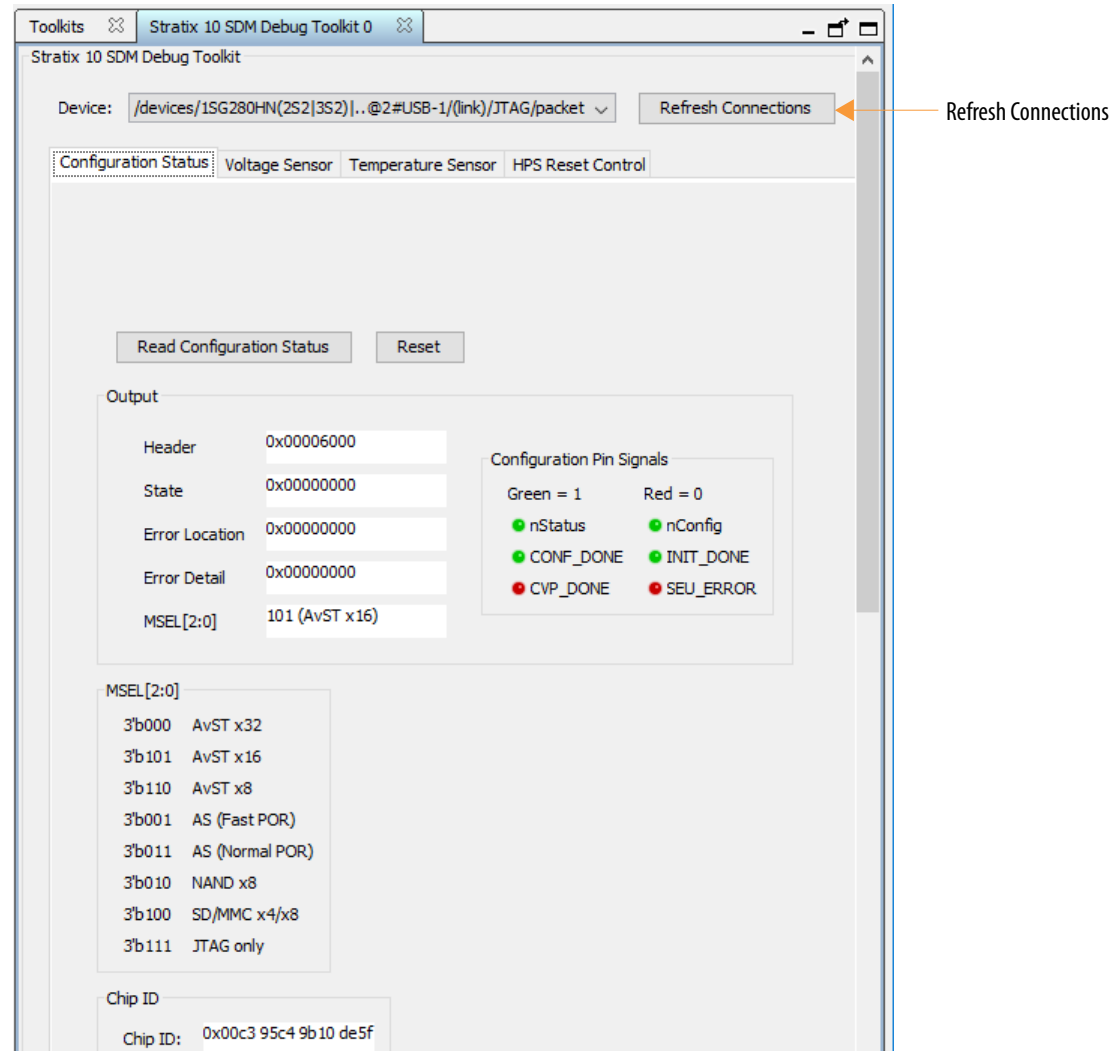 Toolkits
Stratix 10 SDM Debug Toolkit 0
Stratix 10 SDM Debug Toolkit
Device: /devices/1SG280HN(2S2|3S2)|..@2#USB-1/(link)/JTAG/packet Refresh Connections
Refresh Connections
Configuration Status Voltage Sensor Temperature Sensor HPS Reset Control
Read Configuration Status Reset
Output
Header 0x00006000
State 0x00000000
Error Location 0x00000000
Error Detail 0x00000000
MSEL[2:0] 101 (AvST x16)
Configuration Pin Signals
Green = 1 Red = 0
nStatus nConfig
CONF_DONE INIT_DONE
CVP_DONE SEU_ERROR
MSEL[2:0]
3'b000 AvST x32
3'b101 AvST x16
3'b110 AvST x8
3'b001 AS (Fast POR)
3'b011 AS (Normal POR)
3'b010 NAND x8
3'b100 SD/MMC x4/x8
3'b111 JTAG only
Chip ID
Chip ID: 0x00c3 95c4 9b10 de5f